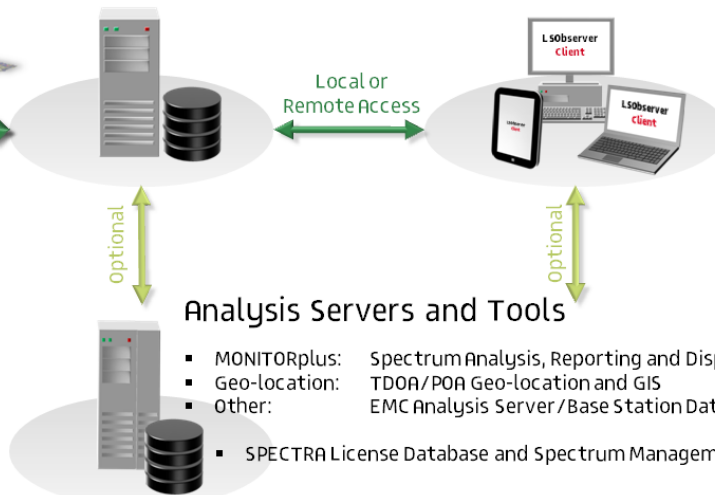 LSObserver
Client
LSObserver
Client
LSObserver
Client
Local or
Remote Access
Optional
Optional
Analysis Servers and Tools
▪ MONITORplus: Spectrum Analysis, Reporting and Disp
▪ Geo-location: TDOA/POA Geo-location and GIS
▪ Other: EMC Analysis Server/Base Station Dat
▪ SPECTRA License Database and Spectrum Managem